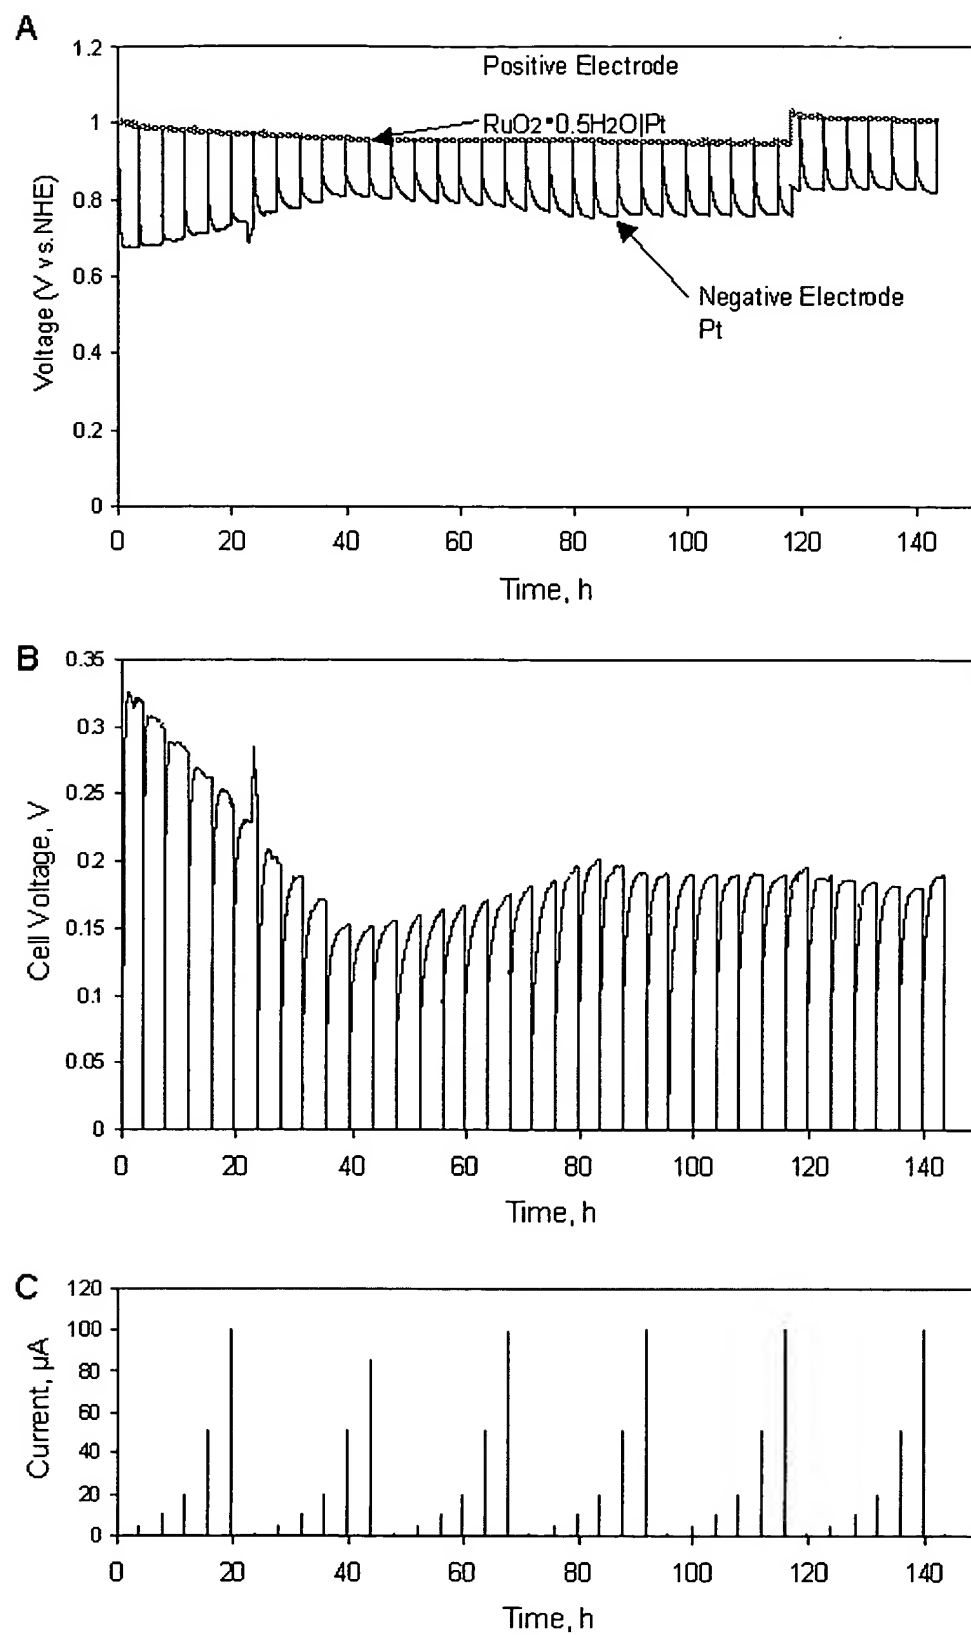 A
1.2
Positive Electrode
1
RuO2•0.5H2O|Pt
0.8
0.6
Negative Electrode
Pt
0.4
0.2
0
Voltage (V vs.NHE)
0 20 40 60 80 100 120 140
Time, h
B
0.35
0.3
0.25
0.2
0.15
0.1
0.05
0
Cell Voltage, V
0 20 40 60 80 100 120 140
Time, h
C
120
100
80
60
40
20
0
Current, µA
0 20 40 60 80 100 120 140
Time, h